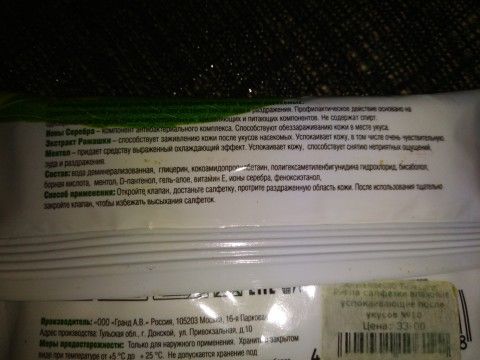 раздражения. Профилактическое действие основано на
ющих и питающих компонентов. Не содержат спирт.
Ионы Серебра – компонент антибактериального комплекса. Способствуют обеззараживанию кожи в месте укуса.
Экстракт Ромашки – способствует заживлению кожи после укусов насекомых. Успокаивает кожу, в том числе очень чувствительную
Ментол – придает средству выраженный охлаждающий эффект. Успокаивает кожу, способствует снятию неприятных ощущений,
зуда и раздражения.
Состав: вода деминерализованная, глицерин, кокоамидопропилбетаин, полигексаметиленбигунидина гидрохлорид, бисаболол,
борная кислота, ментол, D-пантенол, гель-алоэ, витамин Е, ионы серебра, феноксиэтанол.
Способ применения: Откройте клапан, достаньте салфетку, протрите раздраженную область кожи. После использования тщательно
закройте клапан, чтобы избежать высыхания салфеток.
Производитель: «ООО «Гранд А.В.» Россия, 105203 Москва, 16-я Парковая
Адрес производства: Тульская обл., г. Донской, ул. Привокзальная, д.10
Меры предосторожности: Только для наружного применения. Хранить в закрытом
виде при температуре от +5 °С до + 25 °С. Не допускается хранение под
салфетки влажные
успокаивающие после
укусов №10
Цена: 33-00
4
8